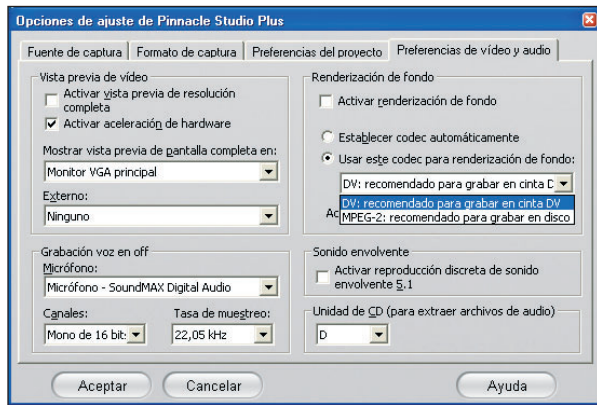 Opciones de ajuste de Pinnacle Studio Plus
Fuente de captura
Formato de captura
Preferencias del proyecto
Preferencias de vídeo y audio
Vista previa de vídeo
Activar vista previa de resolución
completa
Activar aceleración de hardware
Mostrar vista previa de pantalla completa en:
Monitor VGA principal
Externo:
Ninguno
Renderización de fondo
Activar renderización de fondo
Establecer codec automáticamente
Usar este codec para renderización de fondo:
DV: recomendado para grabar en cinta D
DV: recomendado para grabar en cinta DV
MPEG-2: recomendado para grabar en disco
Ac
Grabación voz en off
Micrófono:
Micrófono - SoundMAX Digital Audio
Canales:
Tasa de muestreo:
Mono de 16 bit:
22,05 kHz
Sonido envolvente
Activar reproducción discreta de sonido
envolvente 5.1
Unidad de CD (para extraer archivos de audio)
D
Aceptar
Cancelar
Ayuda